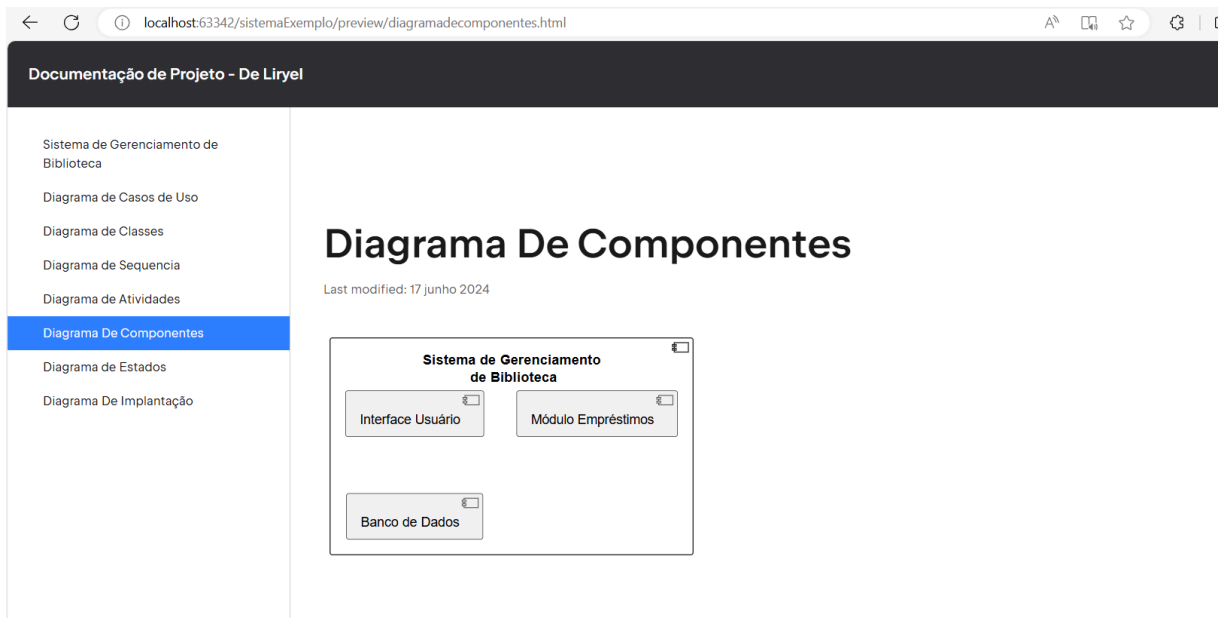 localhost:63342/sistemaExemplo/preview/diagramadecomponentes.html
Documentação de Projeto - De Liryel
Sistema de Gerenciamento de
Biblioteca
Diagrama de Casos de Uso
Diagrama de Classes
Diagrama de Sequencia
Diagrama de Atividades
Diagrama De Componentes
Diagrama de Estados
Diagrama De Implantação
Diagrama De Componentes
Last modified: 17 junho 2024
Sistema de Gerenciamento
de Biblioteca
Interface Usuário
Módulo Empréstimos
Banco de Dados